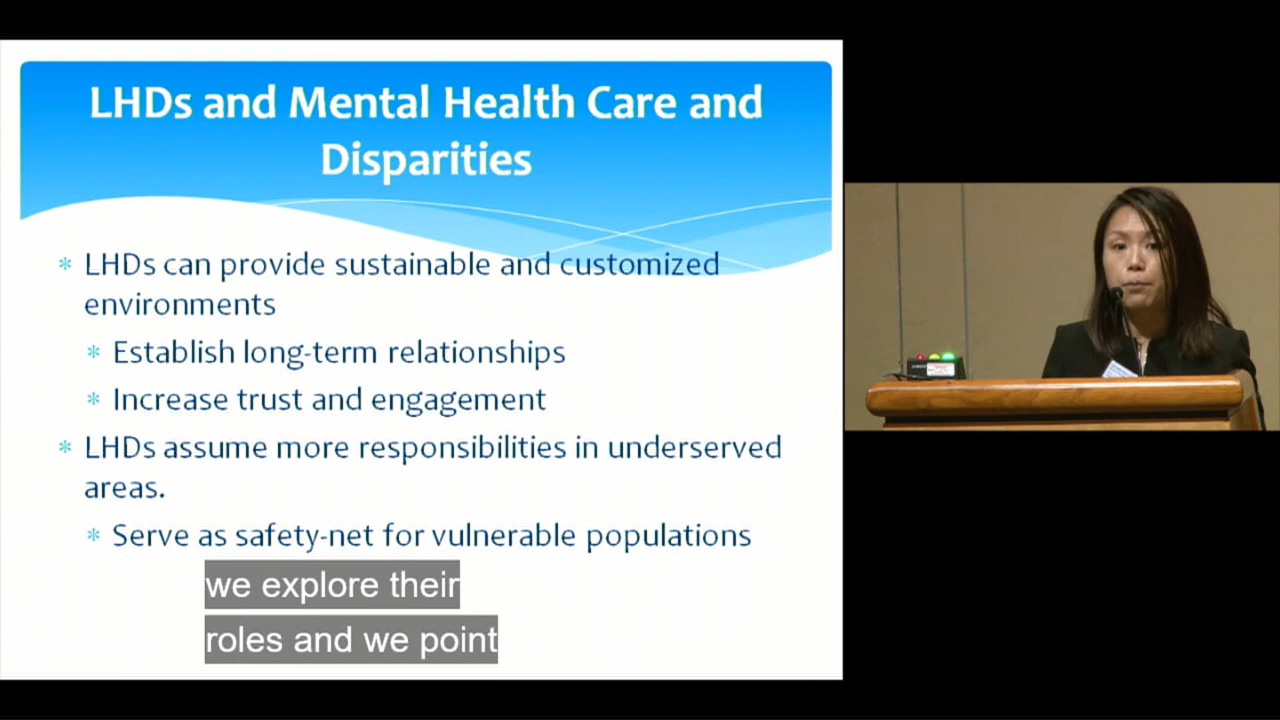 LHDs and Mental Health Care and
Disparities
* LHDs can provide sustainable and customized
environments
* Establish long-term relationships
* Increase trust and engagement
* LHDs assume more responsibilities in underserved
areas.
* Serve as safety-net for vulnerable populations
we explore their
roles and we point